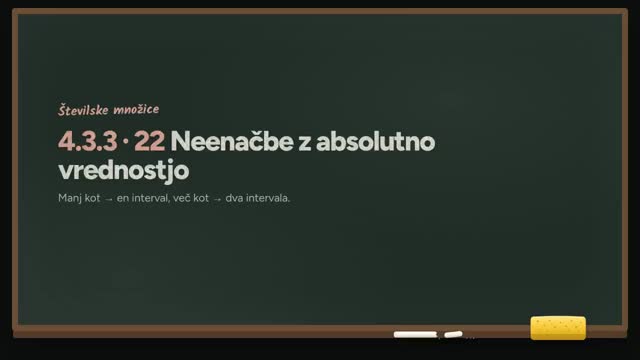 Številske množice
4.3.3 · 22 Neenačbe z absolutno
vrednostjo
Manj kot → en interval, več kot → dva intervala.